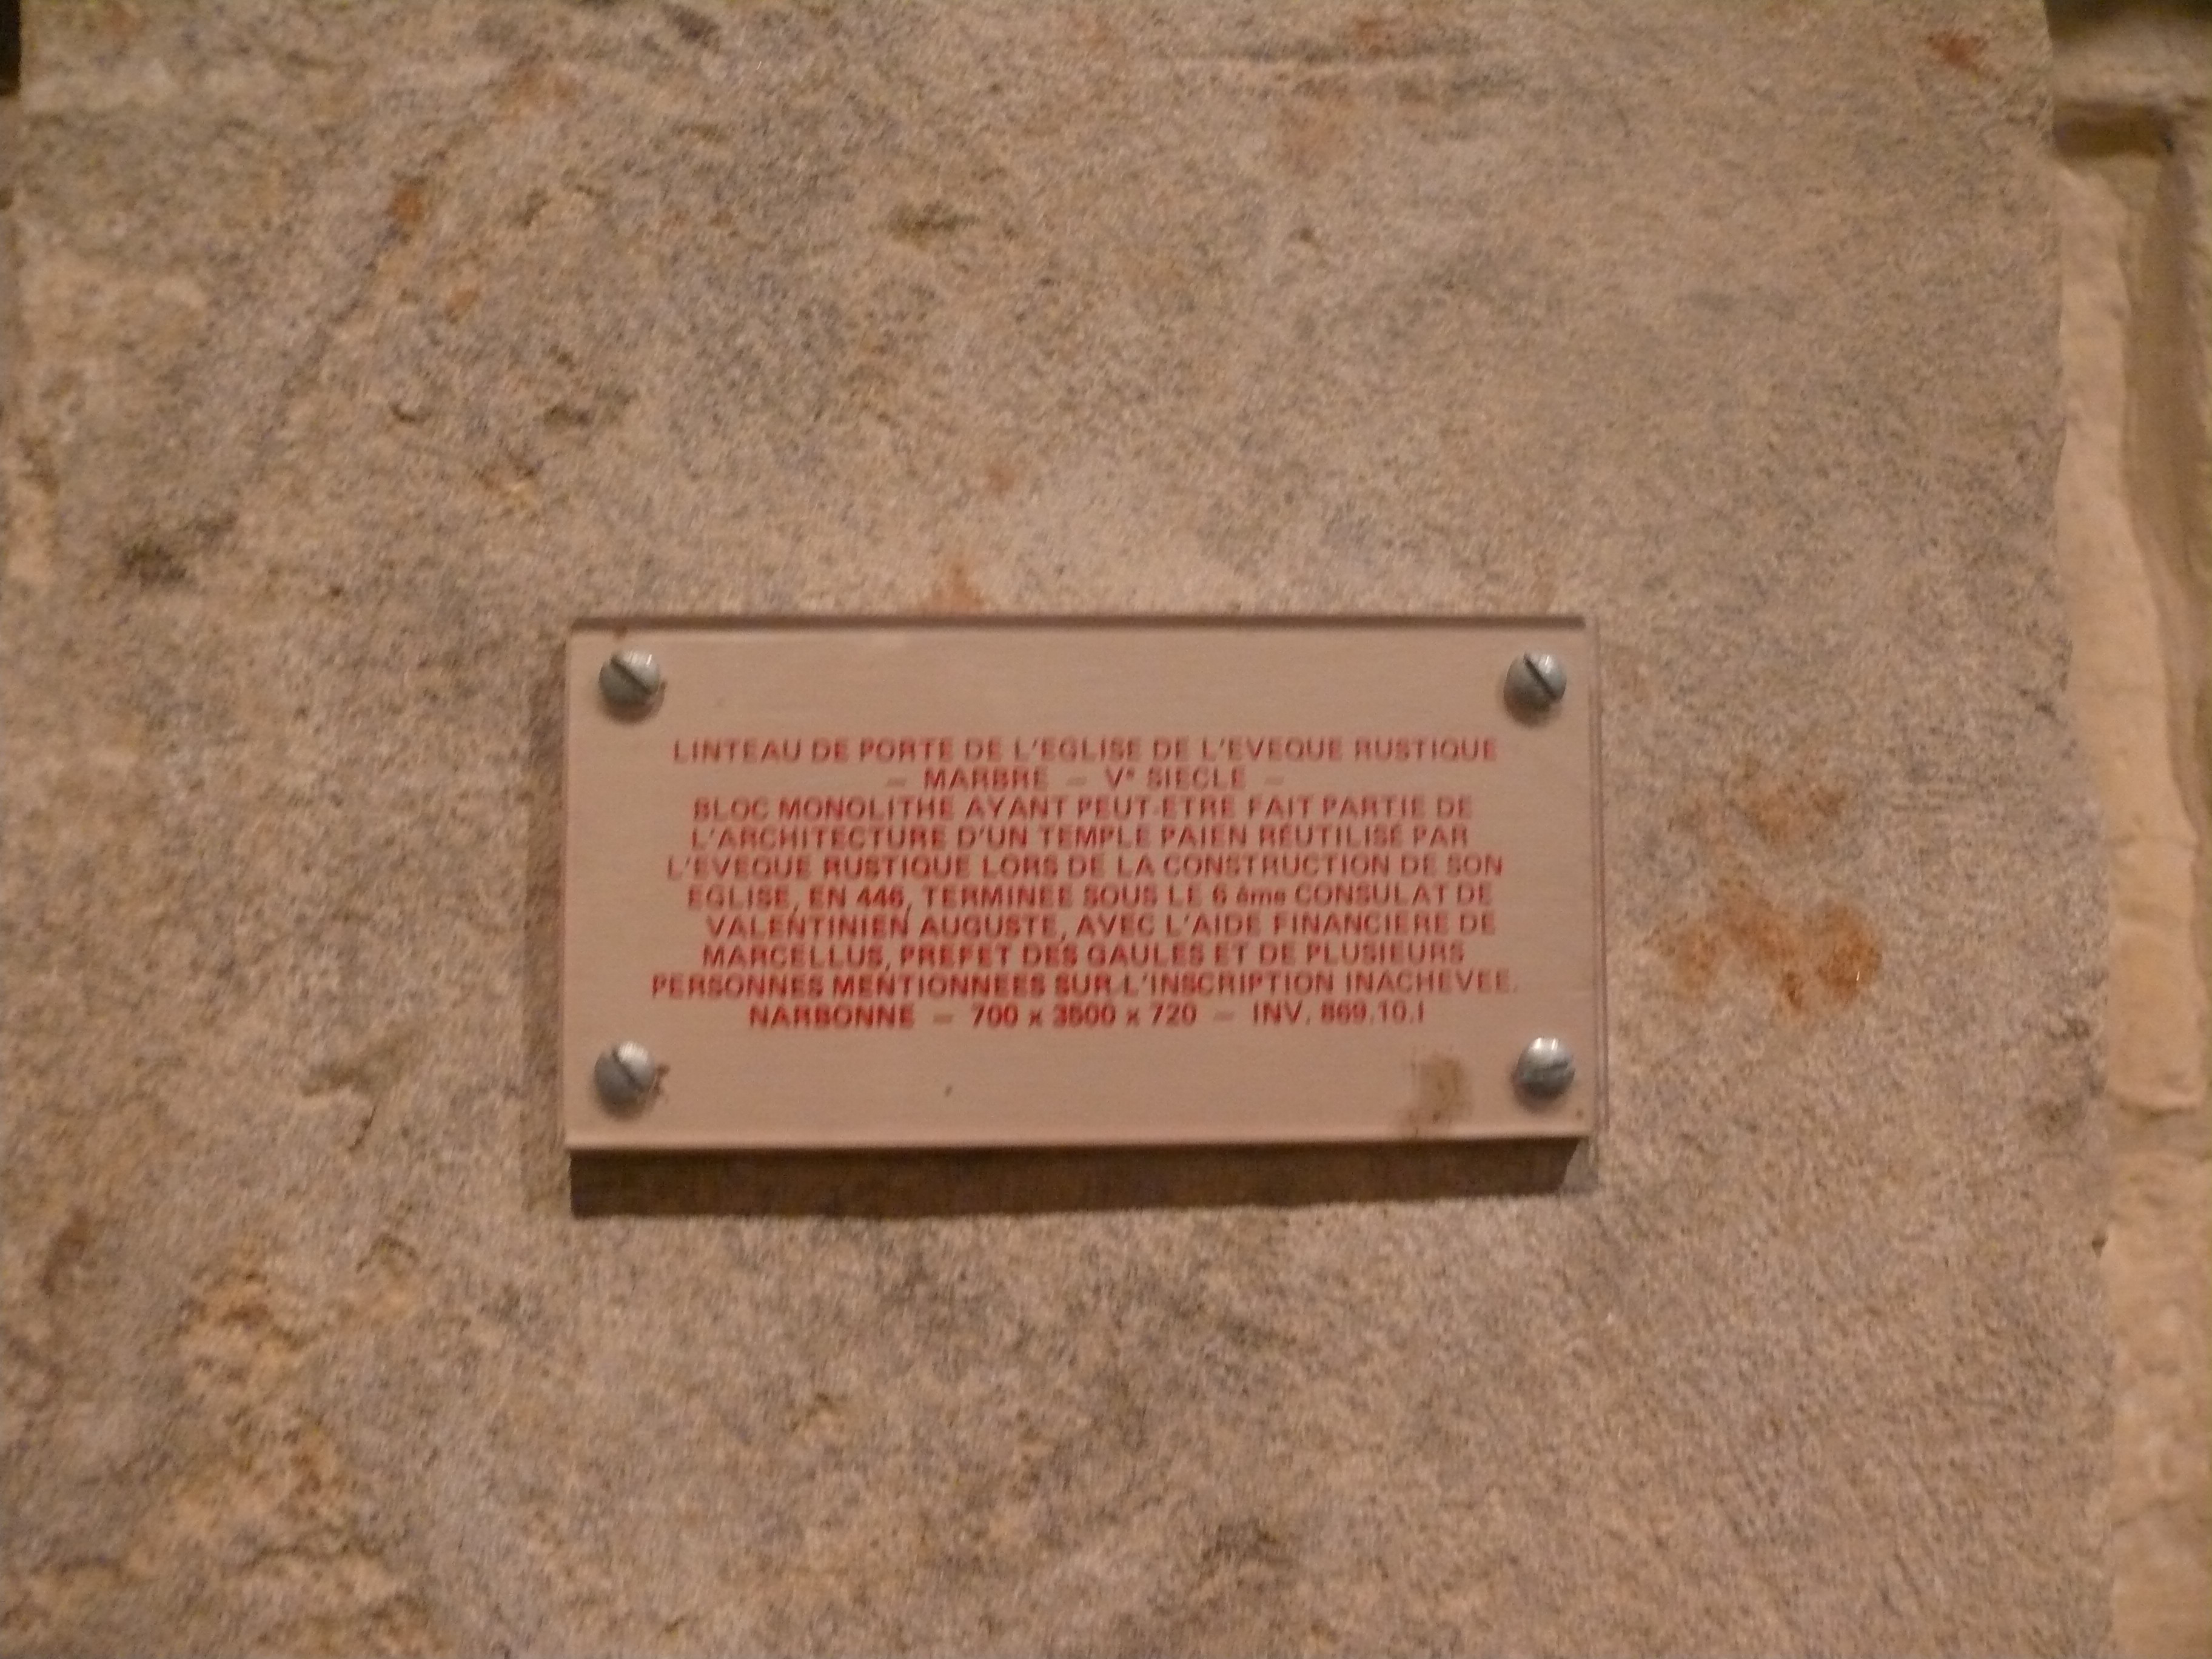 LINTEAU DE PORTE DE L'EGLISE DE L'EVEQUE RUSTIQUE
— MARBRE — Ve SIECLE —
BLOC MONOLITHE AYANT PEUT-ETRE FAIT PARTIE DE
L'ARCHITECTURE D'UN TEMPLE PAIEN RÉUTILISÉ PAR
L'EVEQUE RUSTIQUE LORS DE LA CONSTRUCTION DE SON
EGLISE, EN 446, TERMINEE SOUS LE 6 ème CONSULAT DE
VALENTINIEN AUGUSTE, AVEC L'AIDE FINANCIERE DE
MARCELLUS, PREFET DES GAULES ET DE PLUSIEURS
PERSONNES MENTIONNEES SUR L'INSCRIPTION INACHEVEE.
NARBONNE — 700 x 3500 x 720 — INV. 869.10.I